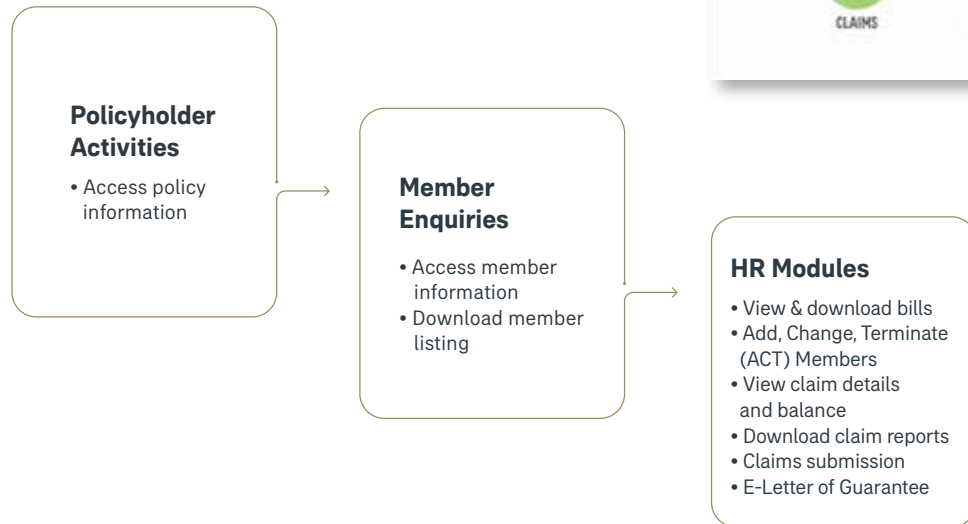 CLAIMS
Policyholder
Activities
• Access policy
information
Member
Enquiries
• Access member
information
• Download member
listing
HR Modules
• View & download bills
• Add, Change, Terminate
(ACT) Members
• View claim details
and balance
• Download claim reports
• Claims submission
• E-Letter of Guarantee